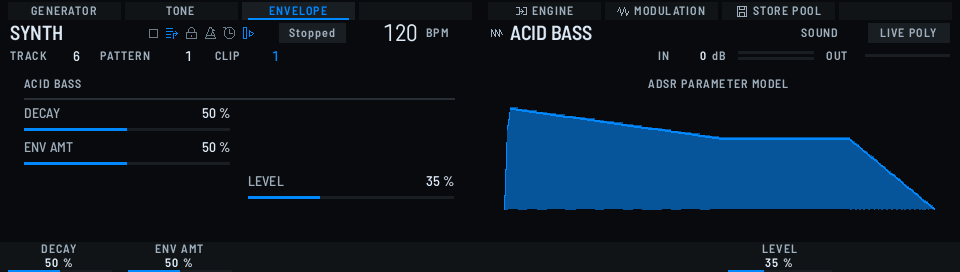 GENERATOR TONE ENVELOPE ENGINE MODULATION STORE POOL
SYNTH Stopped 120 BPM ACID BASS SOUND LIVE POLY
TRACK 6 PATTERN 1 CLIP 1 IN 0 dB OUT
ACID BASS ADSR PARAMETER MODEL
DECAY 50 %
ENV AMT 50 %
LEVEL 35 %
DECAY ENV AMT LEVEL
50 % 50 % 35 %